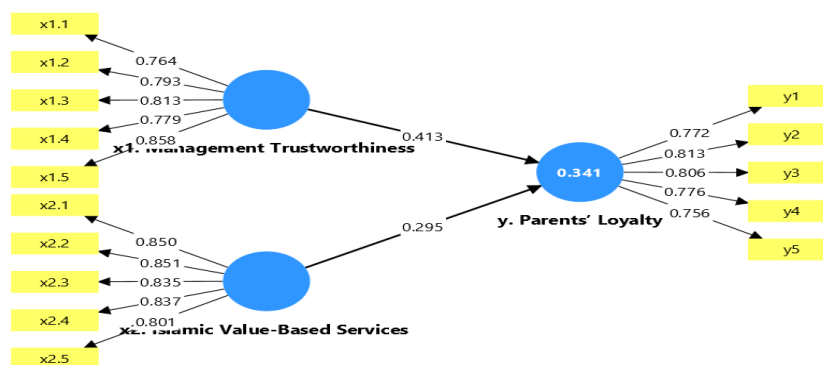 x1.1
x1.2
x1.3
x1.4
x1.5
0.764
0.793
0.813
0.779
0.858
x1. Management Trustworthiness
x2.1
x2.2
x2.3
x2.4
x2.5
0.850
0.851
0.835
0.837
0.801
x2. Islamic Value-Based Services
0.413
0.295
0.341
y. Parents’ Loyalty
0.772
0.813
0.806
0.776
0.756
y1
y2
y3
y4
y5